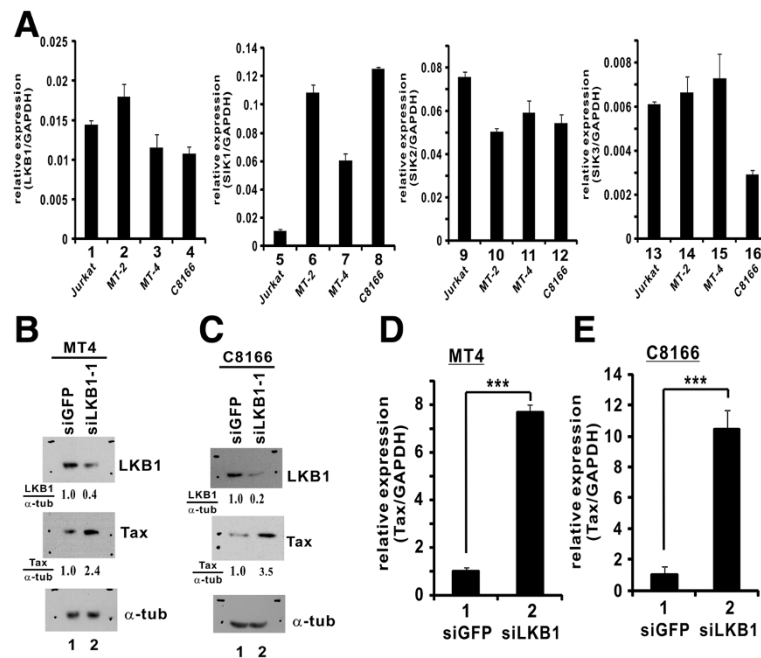 A
relative expression
(LKB1/GAPDH)
0.025
0.02
0.015
0.01
0.005
0
1 2 3 4
Jurkat MT-2 MT-4 C8166
relative expression
(SIK1/GAPDH)
0.14
0.12
0.10
0.08
0.06
0.04
0.02
0
5 6 7 8
Jurkat MT-2 MT-4 C8166
relative expression
(SIK2/GAPDH)
0.10
0.08
0.06
0.04
0.02
0
9 10 11 12
Jurkat MT-2 MT-4 C8166
relative expression
(SIK3/GAPDH)
0.009
0.008
0.006
0.004
0.002
0
13 14 15 16
Jurkat MT-2 MT-4 C8166
B
MT4
siGFP
siLKB1-1
LKB1
LKB1
α-tub
1.0 0.4
Tax
Tax
α-tub
1.0 2.4
α-tub
1 2
C
C8166
siGFP
siLKB1-1
LKB1
LKB1
α-tub
1.0 0.2
Tax
Tax
α-tub
1.0 3.5
α-tub
1 2
D
MT4
***
relative expression
(Tax/GAPDH)
8
6
4
2
0
1 2
siGFP siLKB1
E
C8166
***
relative expression
(Tax/GAPDH)
14
12
10
8
6
4
2
0
1 2
siGFP siLKB1